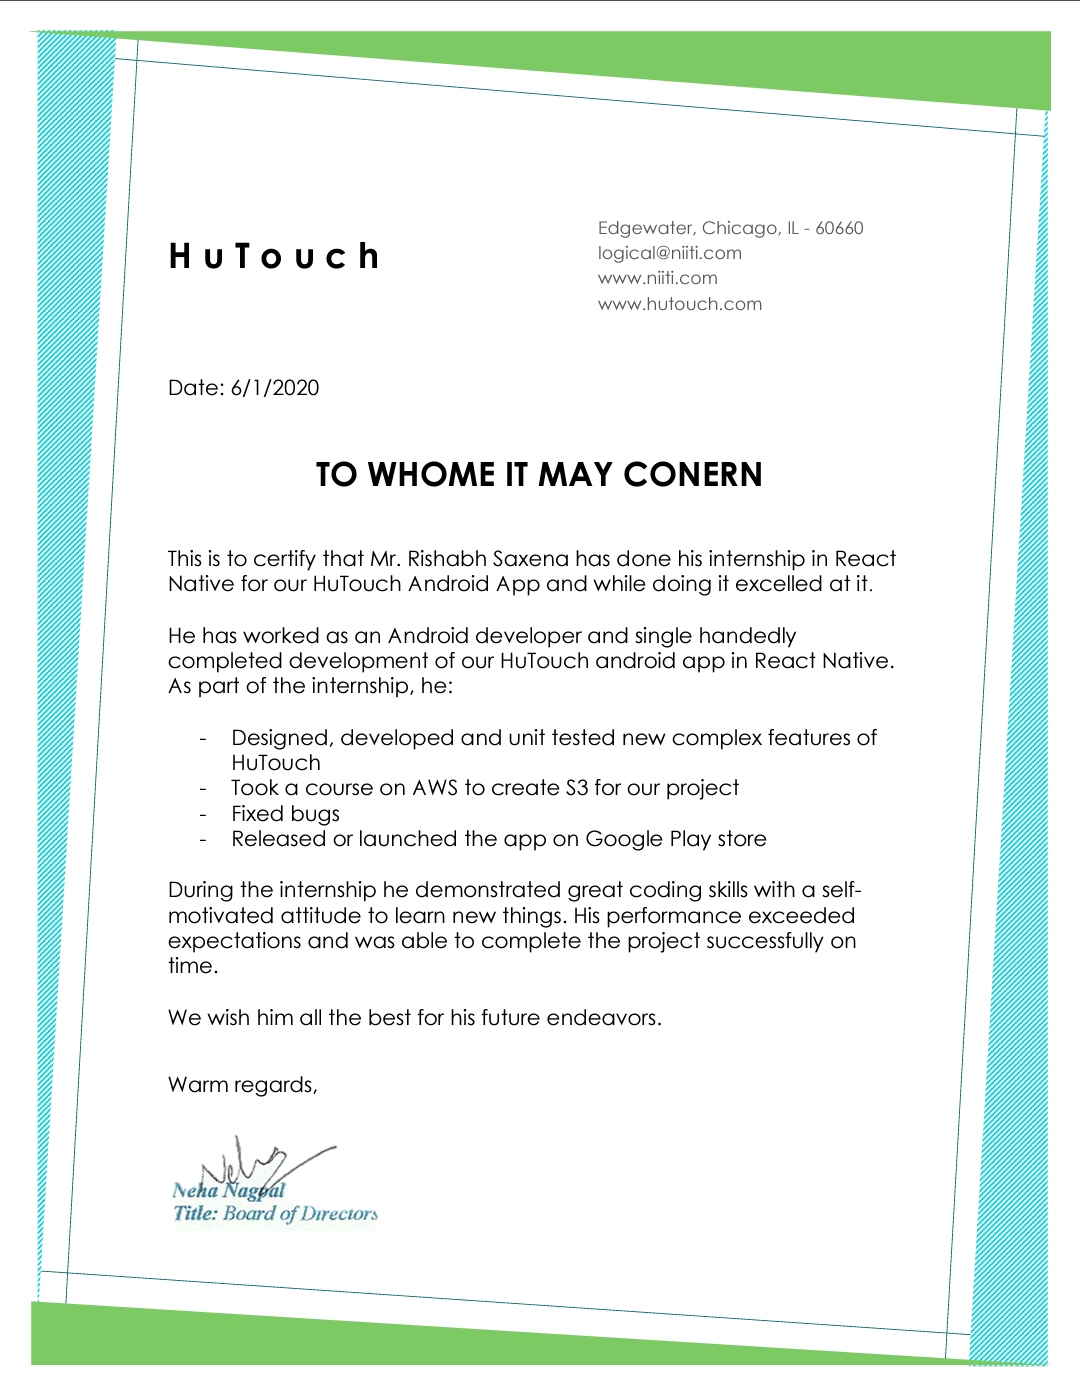 HuTouch
Edgewater, Chicago, IL - 60660
logical@niiti.com
www.niiti.com
www.hutouch.com
Date: 6/1/2020
TO WHOME IT MAY CONERN
This is to certify that Mr. Rishabh Saxena has done his internship in React
Native for our HuTouch Android App and while doing it excelled at it.
He has worked as an Android developer and single handedly
completed development of our HuTouch android app in React Native.
As part of the internship, he:
- Designed, developed and unit tested new complex features of
HuTouch
- Took a course on AWS to create S3 for our project
- Fixed bugs
- Released or launched the app on Google Play store
During the internship he demonstrated great coding skills with a self-
motivated attitude to learn new things. His performance exceeded
expectations and was able to complete the project successfully on
time.
We wish him all the best for his future endeavors.
Warm regards,
Neha
Neha Nagpal
Title: Board of Directors